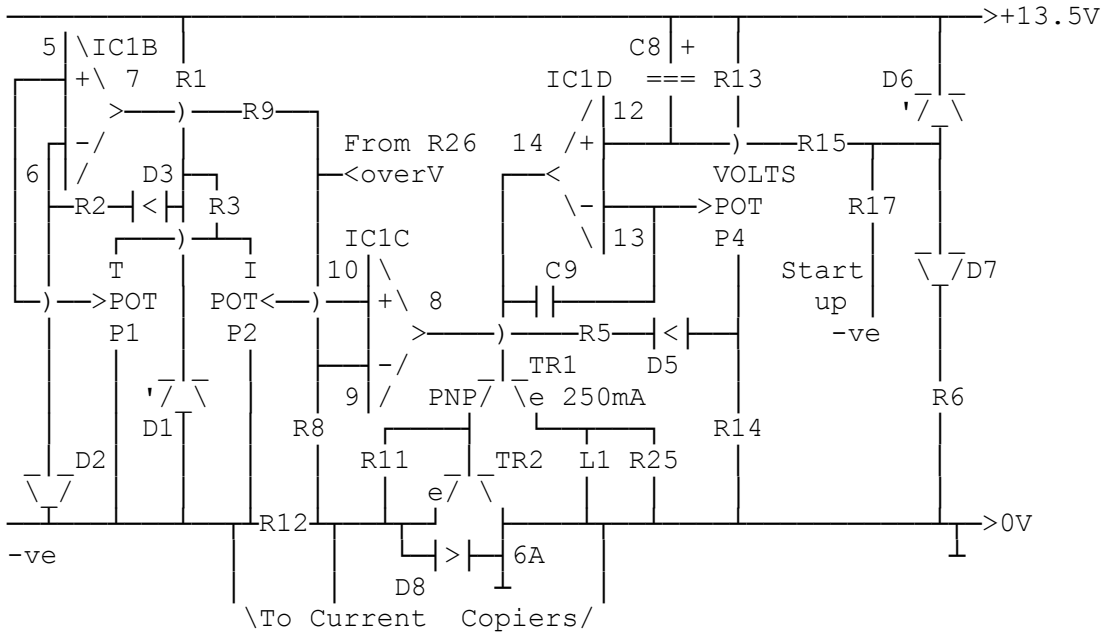 >+13.5V
5 \IC1B C8 +
+\ 7 R1 IC1D === R13 D6
>— ) —R9 / 12 '/ \
-/ From R26 14 /+ ) —R15
6 / D3 <overV < VOLTS
R2 < R3 \- >POT R17
) IC1C \ 13 P4
T I 10 \ C9 Start \ /D7
) >POT POT< ) +\ 8 up
P1 P2 > ) R5 < -ve
-/ TR1 D5
'/ \ 9 / PNP/ \e 250mA R6
D1 R8 R14
D2 R11 TR2 L1 R25
\ / e/ \
R12 >0V
-ve > 6A
D8
\To Current Copiers/